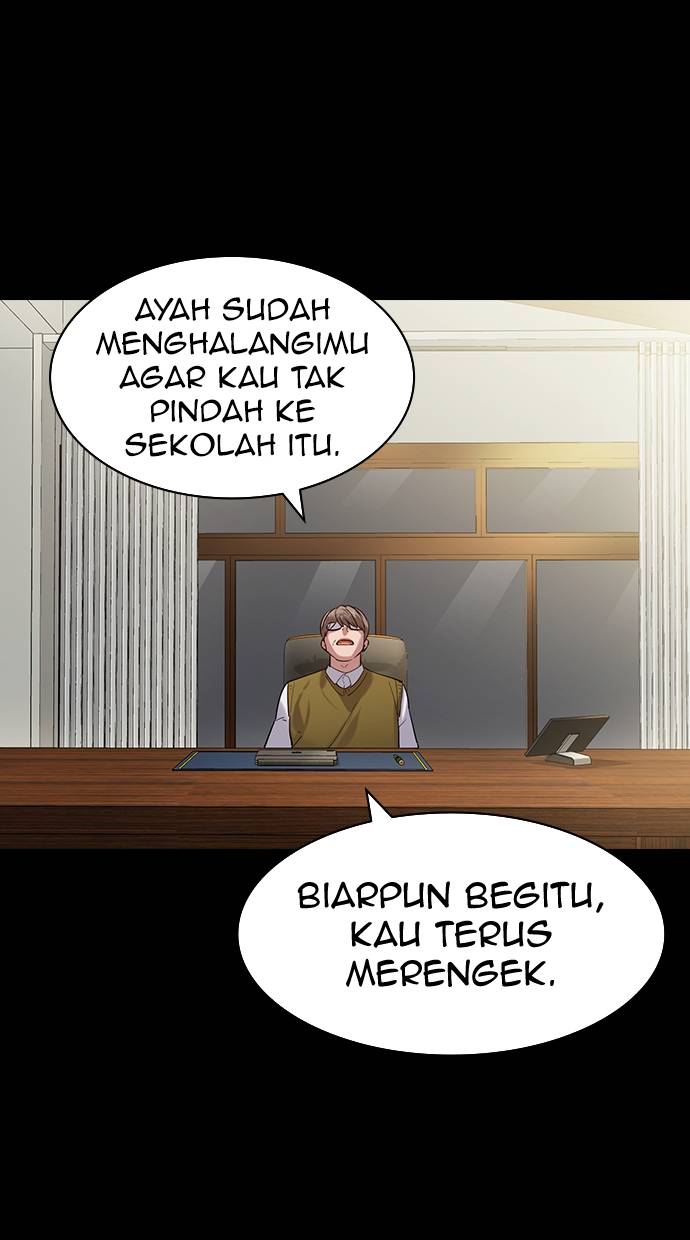 AYAH SUDAH
MENGHALANGIMU
AGAR KAU TAK
PINDAH KE
SEKOLAH ITU.
BIARPUN BEGITU,
KAU TERUS
MERENGEK.